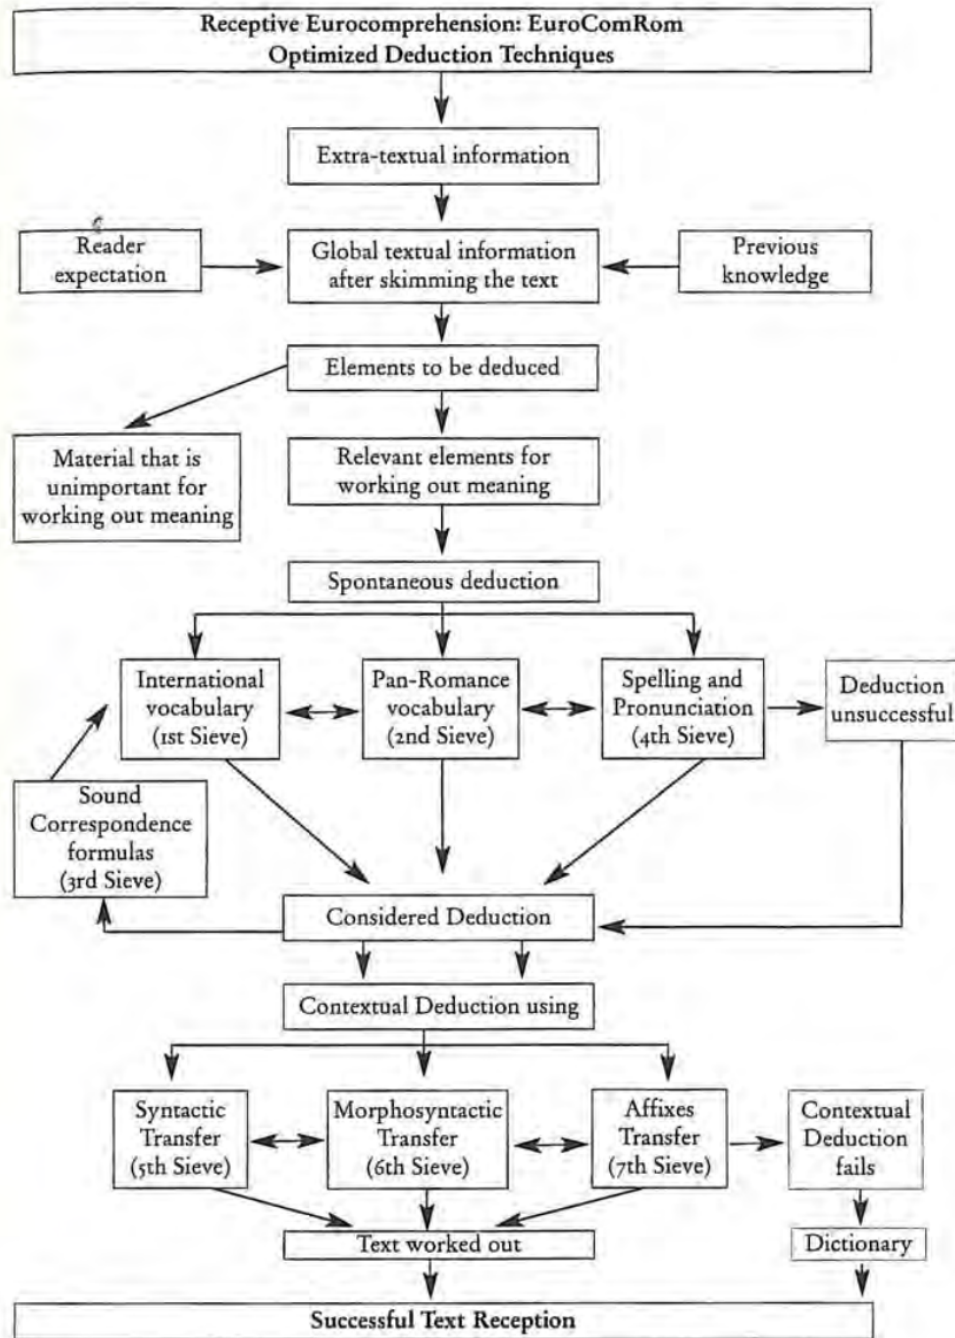 Receptive Eurocomprehension: EuroComRom
Optimized Deduction Techniques
Extra-textual information
Reader
expectation
Global textual information
after skimming the text
Previous
knowledge
Elements to be deduced
Material that is
unimportant for
working out meaning
Relevant elements for
working out meaning
Spontaneous deduction
International
vocabulary
(1st Sieve)
Pan-Romance
vocabulary
(2nd Sieve)
Spelling and
Pronunciation
(4th Sieve)
Deduction
unsuccessful
Sound
Correspondence
formulas
(3rd Sieve)
Considered Deduction
Contextual Deduction using
Syntactic
Transfer
(5th Sieve)
Morphosyntactic
Transfer
(6th Sieve)
Affixes
Transfer
(7th Sieve)
Contextual
Deduction
fails
Text worked out
Dictionary
Successful Text Reception